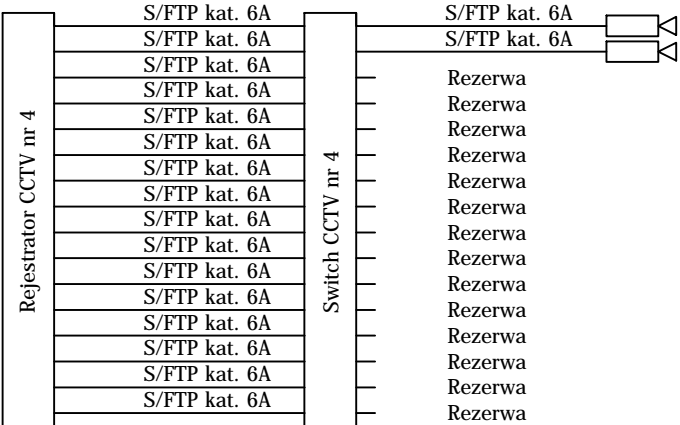 S/FTP kat. 6A S/FTP kat. 6A
S/FTP kat. 6A S/FTP kat. 6A
S/FTP kat. 6A
Rezerwa
S/FTP kat. 6A
Rezerwa
S/FTP kat. 6A
Rezerwa
S/FTP kat. 6A
Rezerwa
S/FTP kat. 6A
Rezerwa
S/FTP kat. 6A
Rezerwa
S/FTP kat. 6A
Rezerwa
S/FTP kat. 6A
Rezerwa
S/FTP kat. 6A
Rezerwa
S/FTP kat. 6A
Rezerwa
S/FTP kat. 6A
Rezerwa
S/FTP kat. 6A
Rezerwa
S/FTP kat. 6A
Rezerwa
S/FTP kat. 6A
Rezerwa
Rejestrator CCTV nr 4
Switch CCTV nr 4